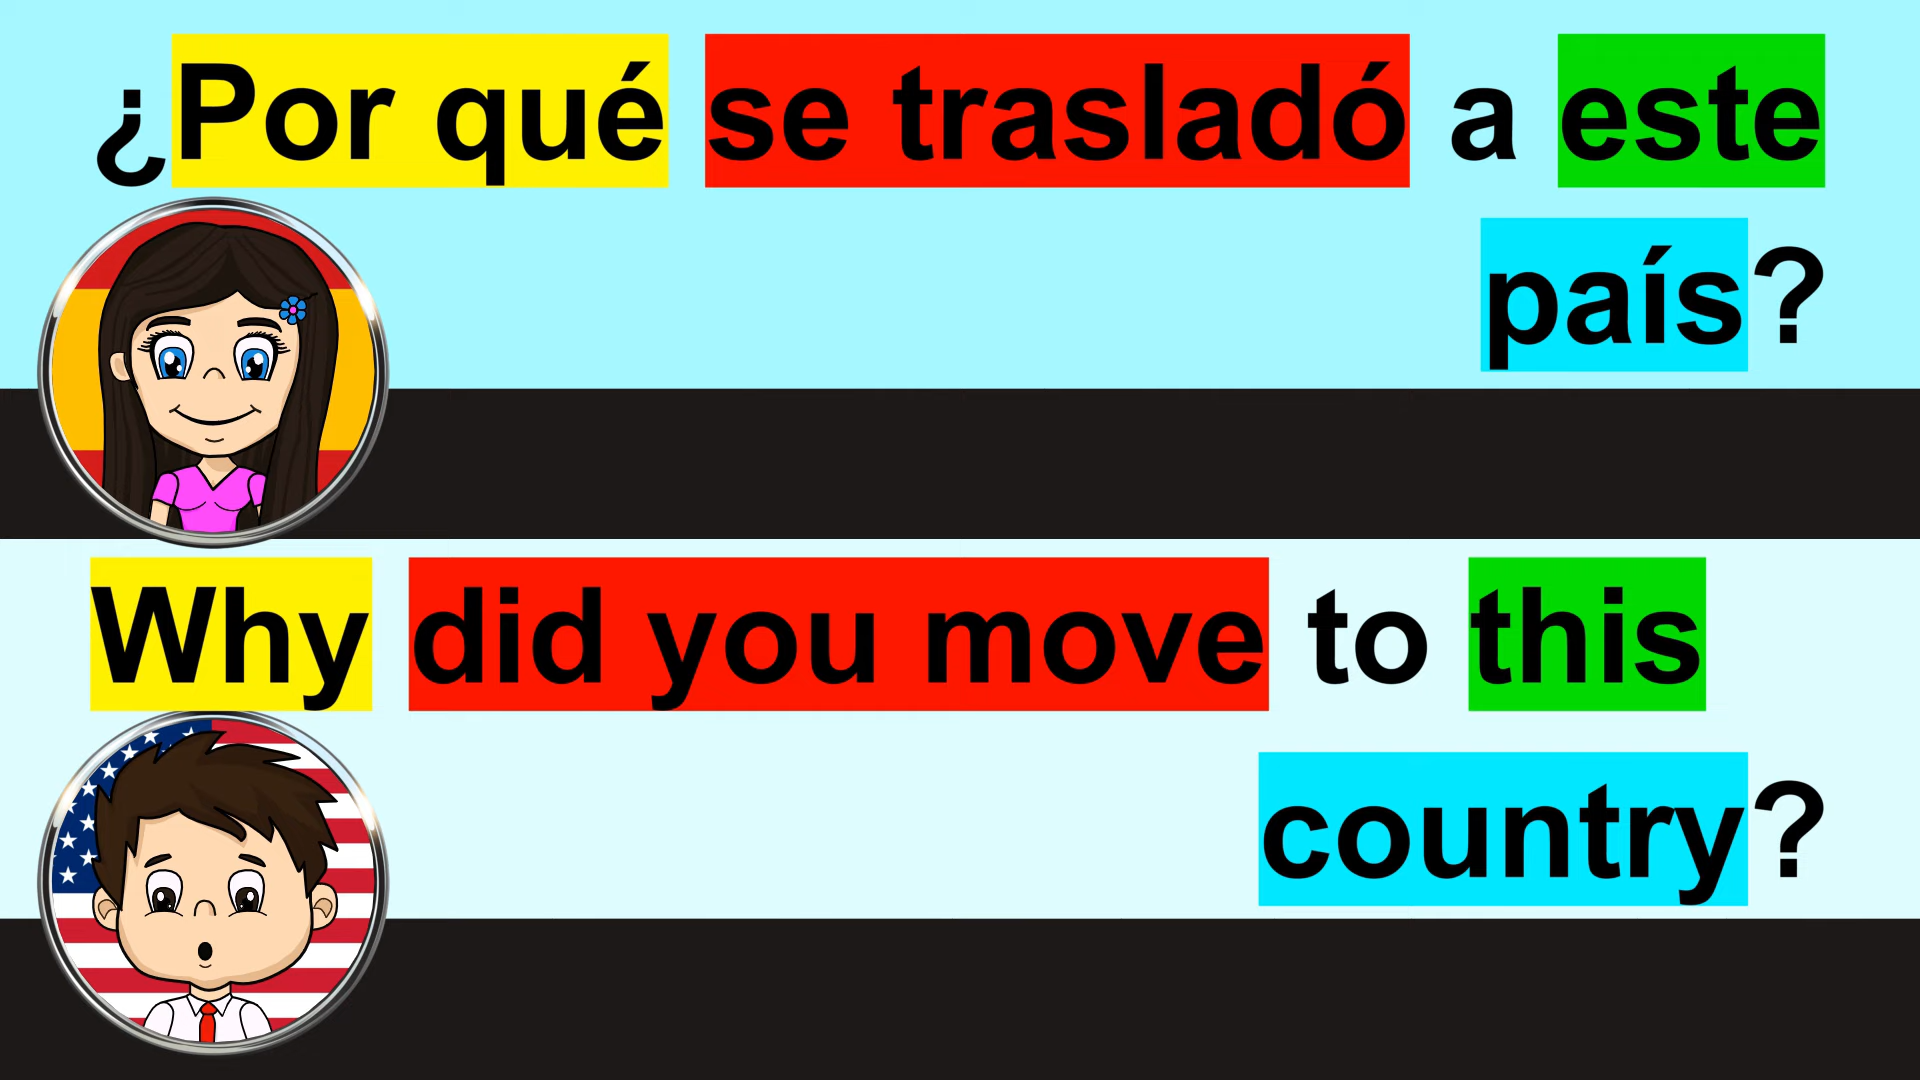 ¿Por qué se trasladó a este
país?
Why did you move to this
country?